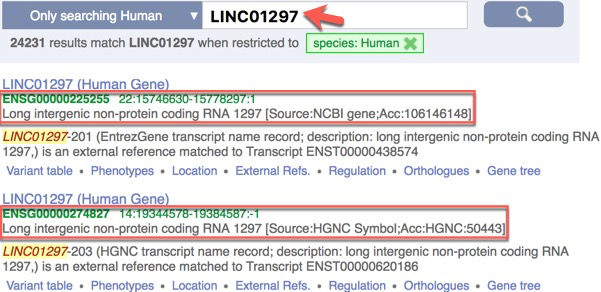 Only searching Human ▼ LINC01297
24231 results match LINC01297 when restricted to species: Human
LINC01297 (Human Gene)
ENSG00000225255 22:15746630-15778297:1
Long intergenic non-protein coding RNA 1297 [Source:NCBI gene;Acc:106146148]
LINC01297-201 (EntrezGene transcript name record; description: long intergenic non-protein coding RNA
1297,) is an external reference matched to Transcript ENST00000438574
Variant table • Phenotypes • Location • External Refs. • Regulation • Orthologues • Gene tree
LINC01297 (Human Gene)
ENSG00000274827 14:19344578-19384587:-1
Long intergenic non-protein coding RNA 1297 [Source:HGNC Symbol;Acc:HGNC:50443]
LINC01297-203 (HGNC transcript name record; description: long intergenic non-protein coding RNA
1297,) is an external reference matched to Transcript ENST00000620186
Variant table • Phenotypes • Location • External Refs. • Regulation • Orthologues • Gene tree